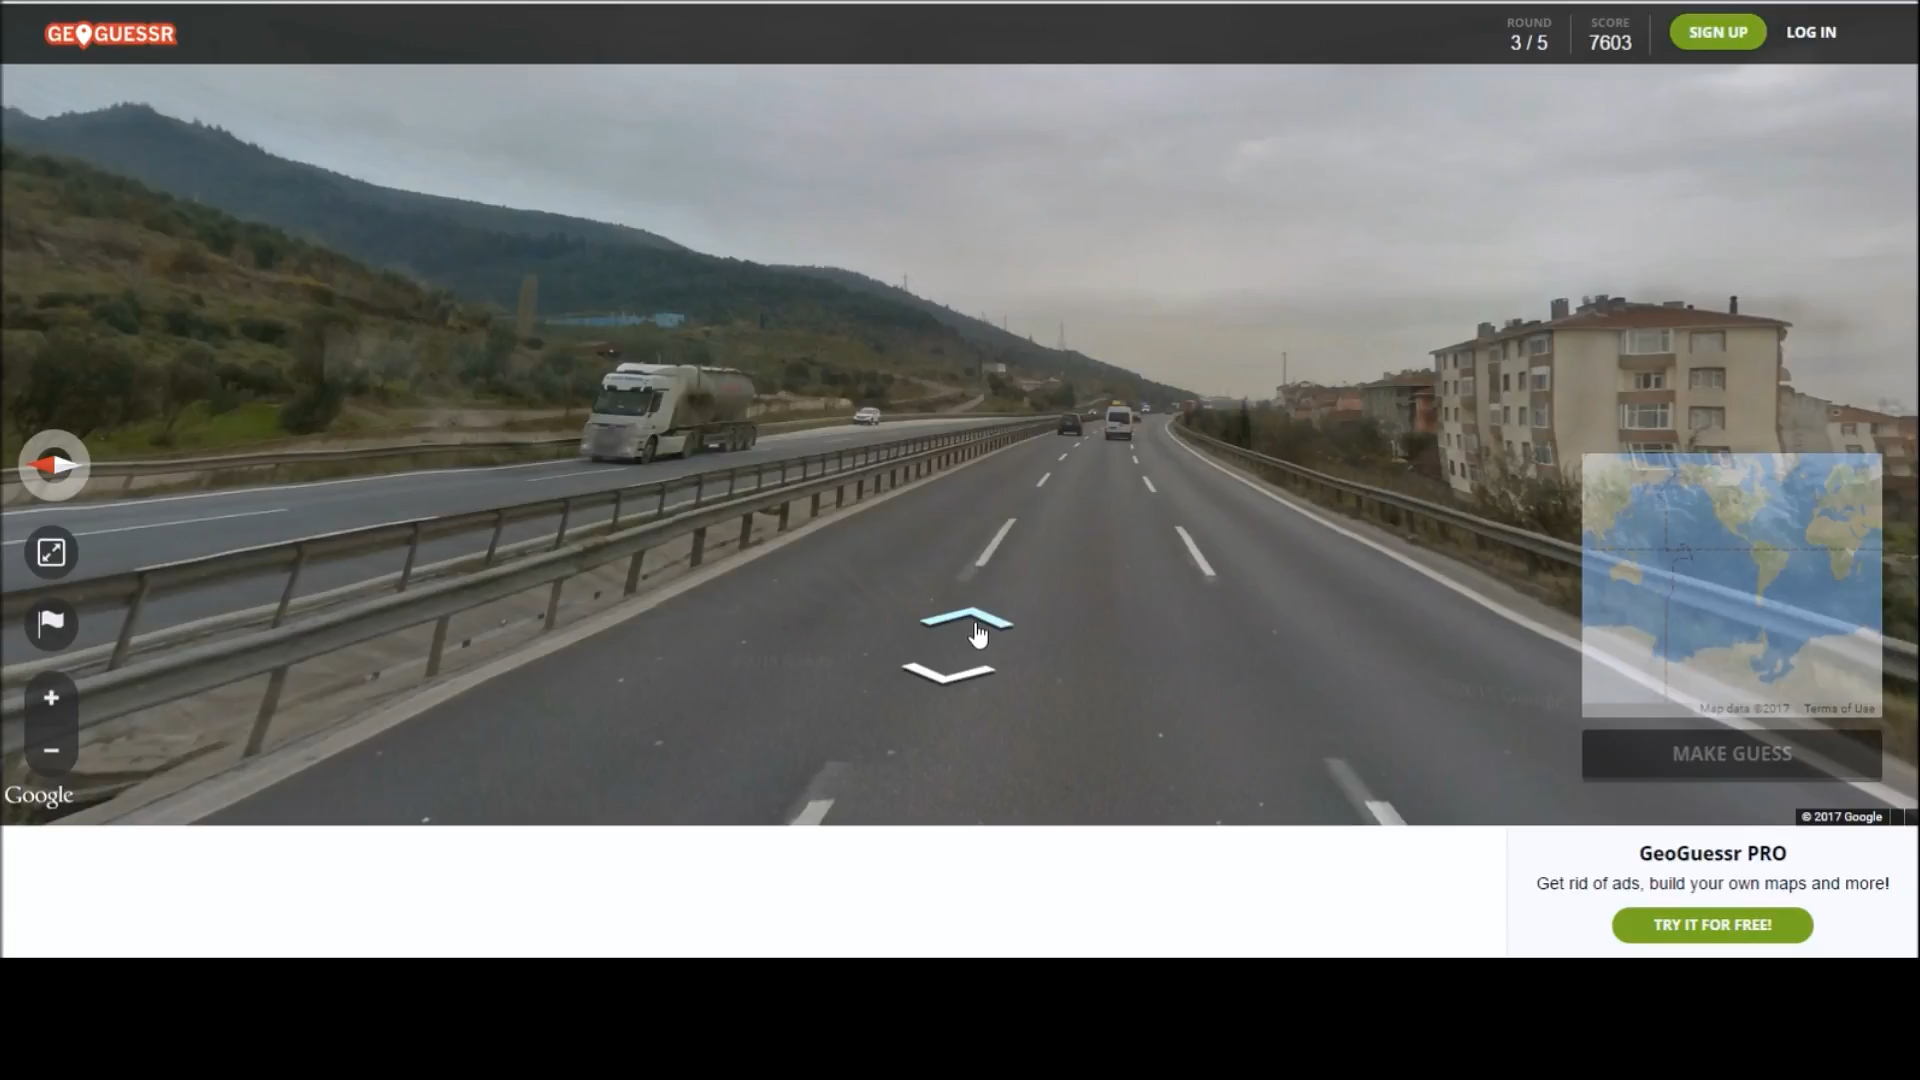 GEOGUESSR
ROUND
3 / 5
SCORE
7603
SIGN UP
LOG IN
Map data ©2017
Terms of Use
MAKE GUESS
Google
© 2017 Google
GeoGuessr PRO
Get rid of ads, build your own maps and more!
TRY IT FOR FREE!